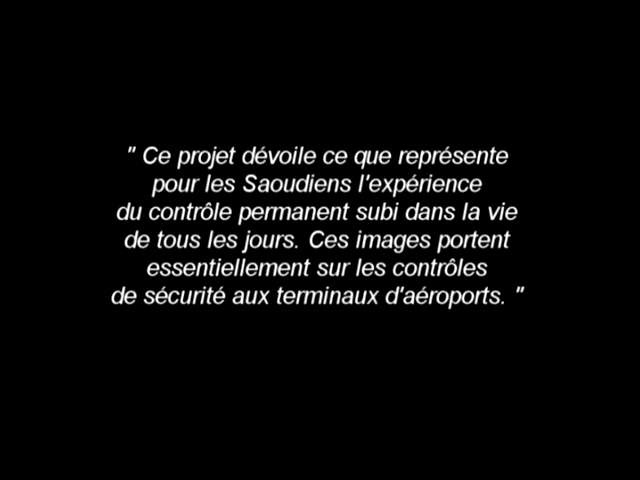 " Ce projet dévoile ce que représente
pour les Saoudiens l'expérience
du contrôle permanent subi dans la vie
de tous les jours. Ces images portent
essentiellement sur les contrôles
de sécurité aux terminaux d'aéroports. "